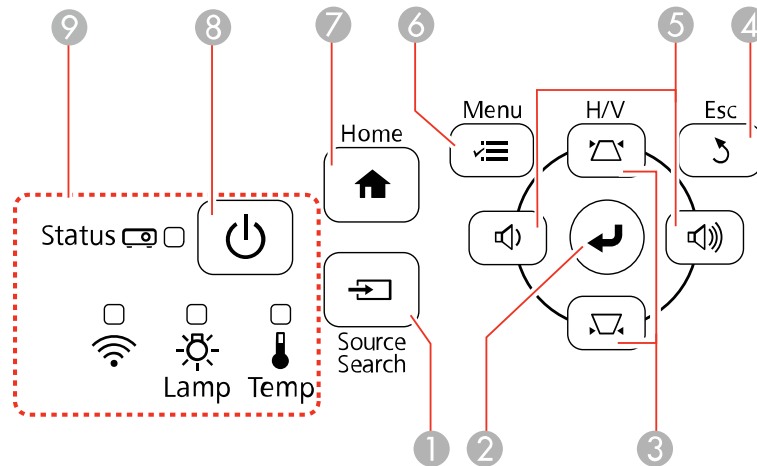 9
8
7
6
5
4
Menu
H/V
Esc
Home
Status
Source
Search
Lamp
Temp
1
2
3